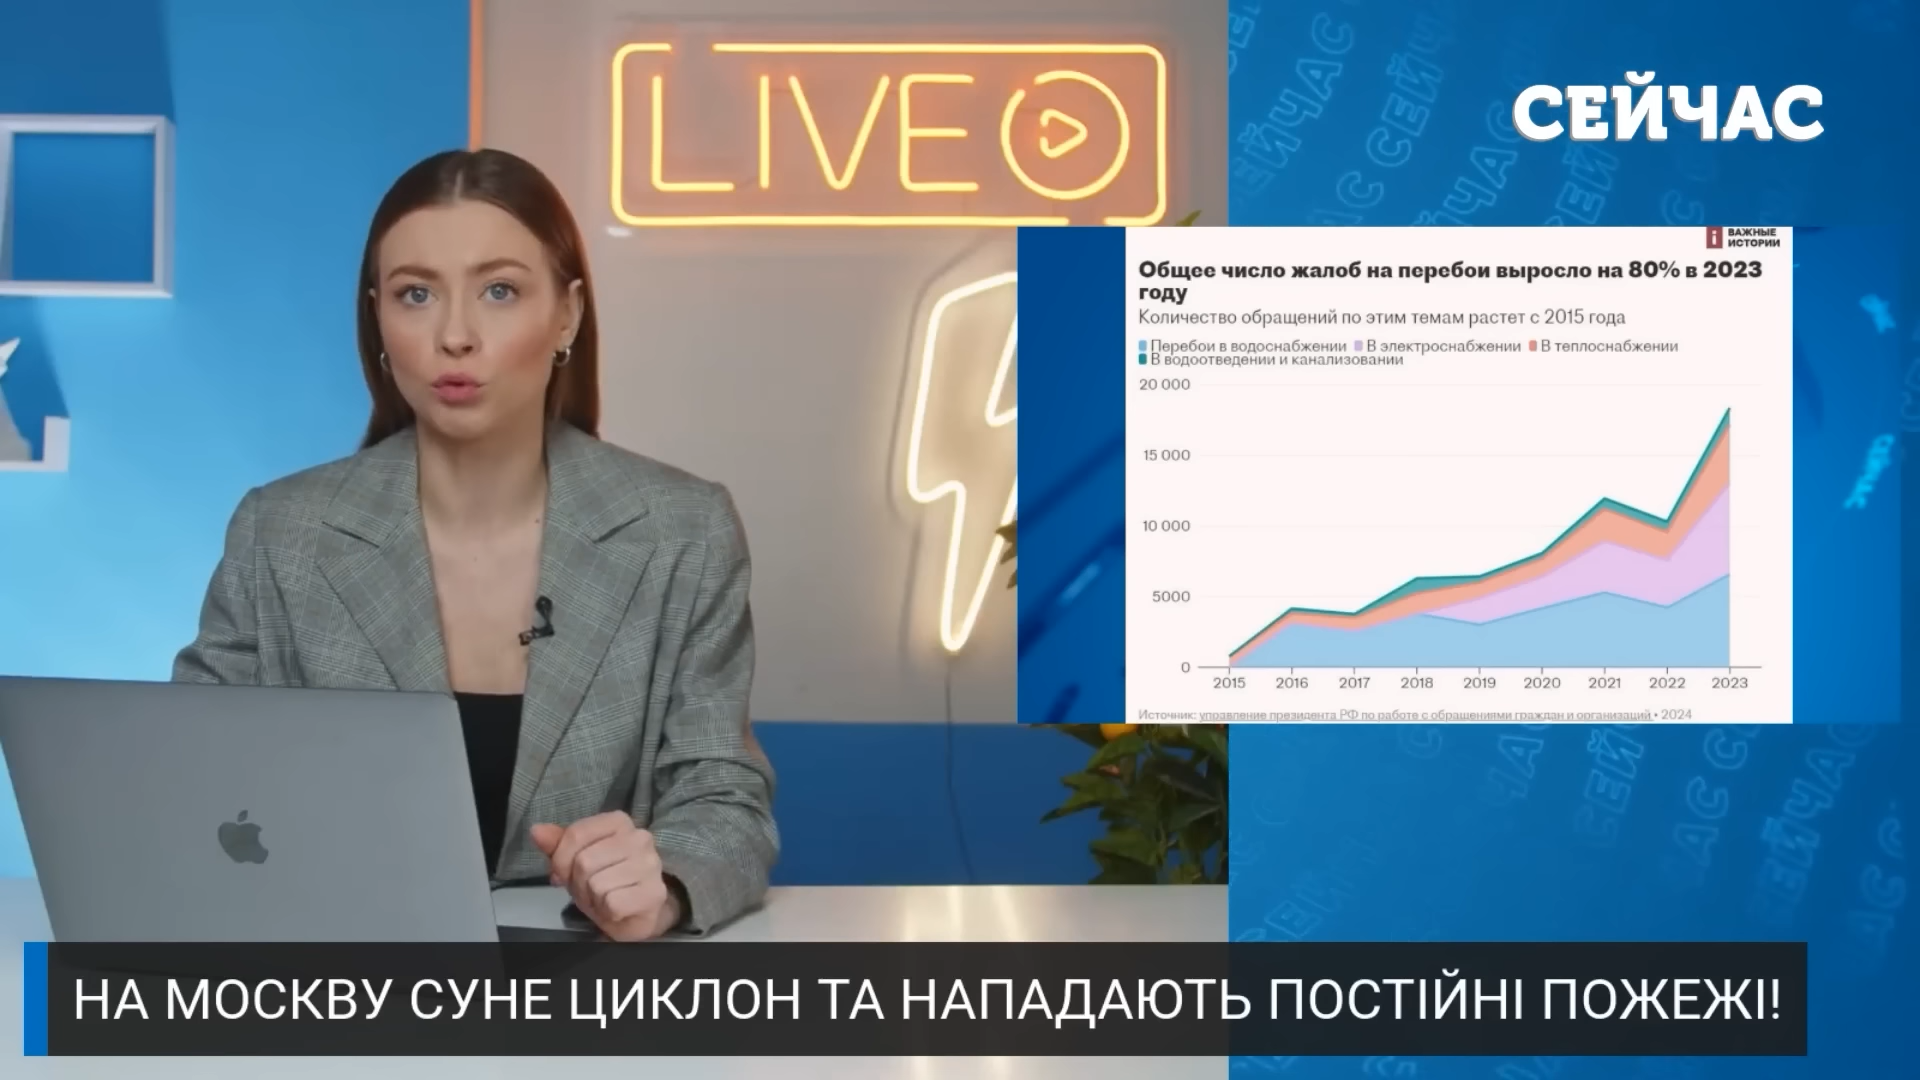 LIVE
СЕЙЧАС
ВАЖНЫЕ
ИСТОРИИ
Общее число жалоб на перебои выросло на 80% в 2023
году
Количество обращений по этим темам растет с 2015 года
Перебои в водоснабжении В электроснабжении В теплоснабжении
В водоотведении и канализовании
20 000
15 000
10 000
5000
0
2015 2016 2017 2018 2019 2020 2021 2022 2023
Источник: управление президента РФ по работе с обращениями граждан и организаций • 2024
НА МОСКВУ СУНЕ ЦИКЛОН ТА НАПАДАЮТЬ ПОСТІЙНІ ПОЖЕЖІ!